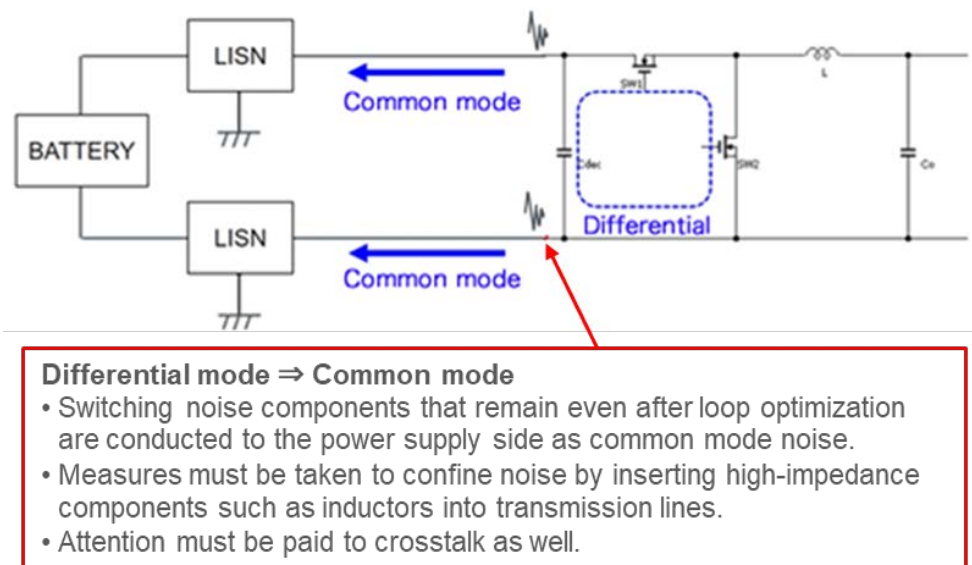 LISN
Common mode
BATTERY
SW1
L
Cdec
SW2
Co
Differential
LISN
Common mode
Differential mode ⇒ Common mode
• Switching noise components that remain even after loop optimization
are conducted to the power supply side as common mode noise.
• Measures must be taken to confine noise by inserting high-impedance
components such as inductors into transmission lines.
• Attention must be paid to crosstalk as well.